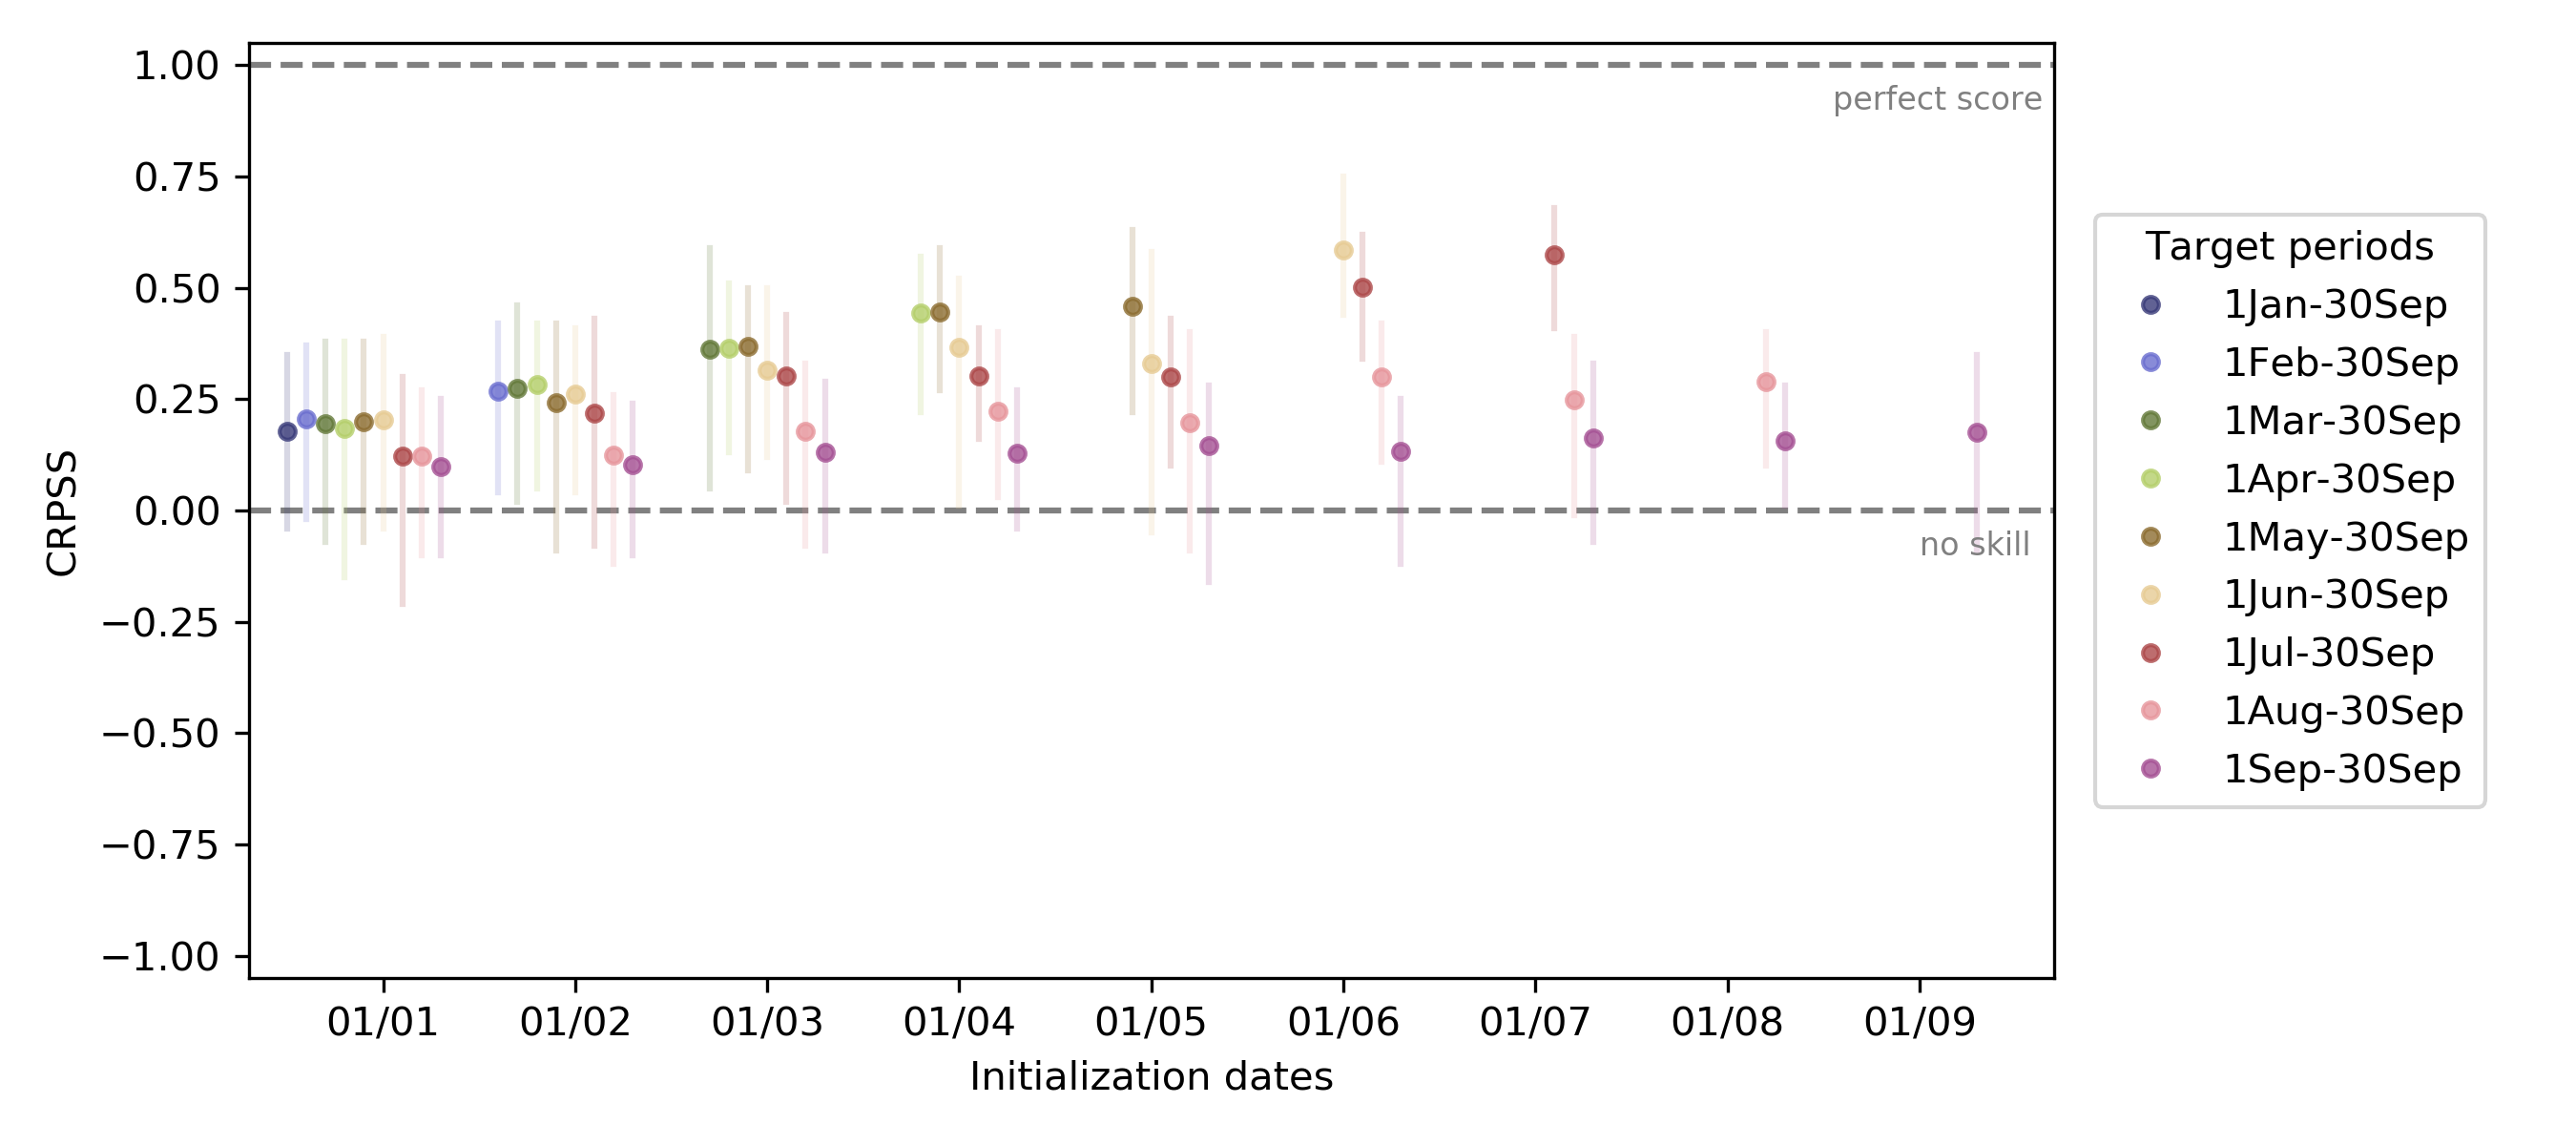 1.00
0.75
0.50
0.25
0.00
−0.25
−0.50
−0.75
−1.00
CRPSS
perfect score
no skill
01/01 01/02 01/03 01/04 01/05 01/06 01/07 01/08 01/09
Initialization dates
Target periods
1Jan-30Sep
1Feb-30Sep
1Mar-30Sep
1Apr-30Sep
1May-30Sep
1Jun-30Sep
1Jul-30Sep
1Aug-30Sep
1Sep-30Sep